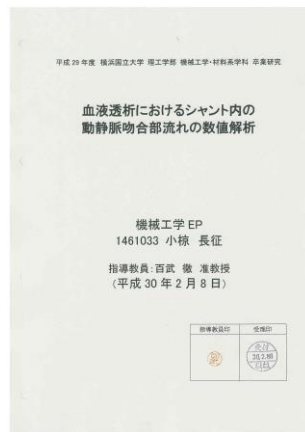 平成 29 年度 横浜国立大学 理工学部 機械工学・材料系学科 卒業研究
血液透析におけるシャント内の
動静脈吻合部流れの数値解析
機械工学 EP
1461033 小椋 長征
指導教員:百武 徹 准教授
(平成 30 年 2 月 8 日)
指導教員印 受理印